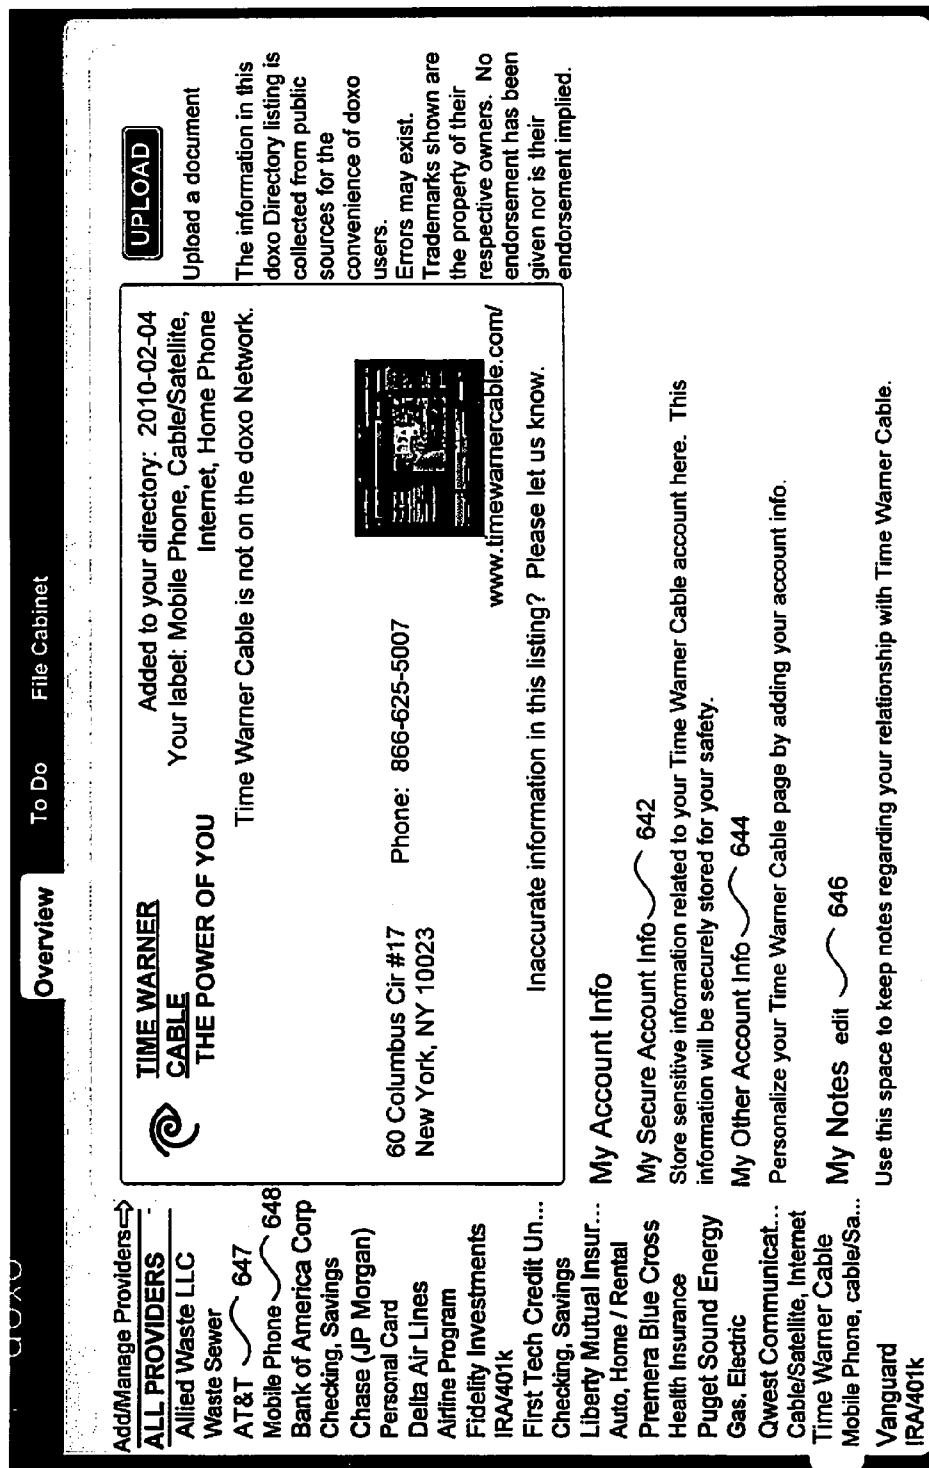 doxo
Overview
To Do
File Cabinet
Add/Manage Providers⇨
ALL PROVIDERS
Allied Waste LLC
Waste Sewer
AT&T 647
Mobile Phone 648
Bank of America Corp
Checking, Savings
Chase (JP Morgan)
Personal Card
Delta Air Lines
Airline Program
Fidelity Investments
IRA/401k
First Tech Credit Un...
Checking, Savings
Liberty Mutual Insur...
Auto, Home / Rental
Premera Blue Cross
Health Insurance
Puget Sound Energy
Gas. Electric
Qwest Communicat...
Cable/Satellite, Internet
Time Warner Cable
Mobile Phone, cable/Sa...
Vanguard
IRA/401k
TIME WARNER
CABLE
THE POWER OF YOU
Added to your directory: 2010-02-04
Your label: Mobile Phone, Cable/Satellite,
Internet, Home Phone
Time Warner Cable is not on the doxo Network.
60 Columbus Cir #17
New York, NY 10023
Phone: 866-625-5007
www.timewarnercable.com/
Inaccurate information in this listing? Please let us know.
My Account Info
My Secure Account Info 642
Store sensitive information related to your Time Warner Cable account here. This
information will be securely stored for your safety.
My Other Account Info 644
Personalize your Time Warner Cable page by adding your account info.
My Notes edit 646
Use this space to keep notes regarding your relationship with Time Warner Cable.
UPLOAD
Upload a document
The information in this
doxo Directory listing is
collected from public
sources for the
convenience of doxo
users.
Errors may exist.
Trademarks shown are
the property of their
respective owners. No
endorsement has been
given nor is their
endorsement implied.